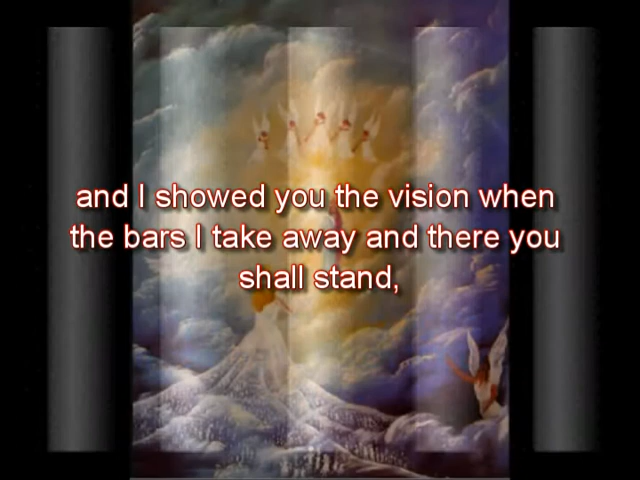 and I showed you the vision when
the bars I take away and there you
shall stand,